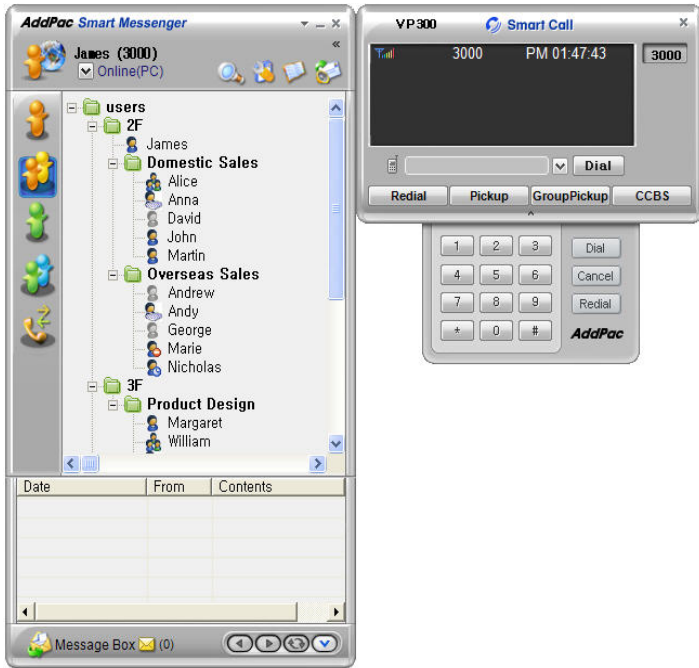 AddPac Smart Messenger
James (3000)
Online(PC)
users
2F
James
Domestic Sales
Alice
Anna
David
John
Martin
Overseas Sales
Andrew
Andy
George
Marie
Nicholas
3F
Product Design
Margaret
William
Date From Contents
Message Box (0)
VP300 Smart Call
3000 PM 01:47:43 3000
Dial
Redial Pickup GroupPickup CCBS
1 2 3 Dial
4 5 6 Cancel
7 8 9 Redial
* 0 # AddPac